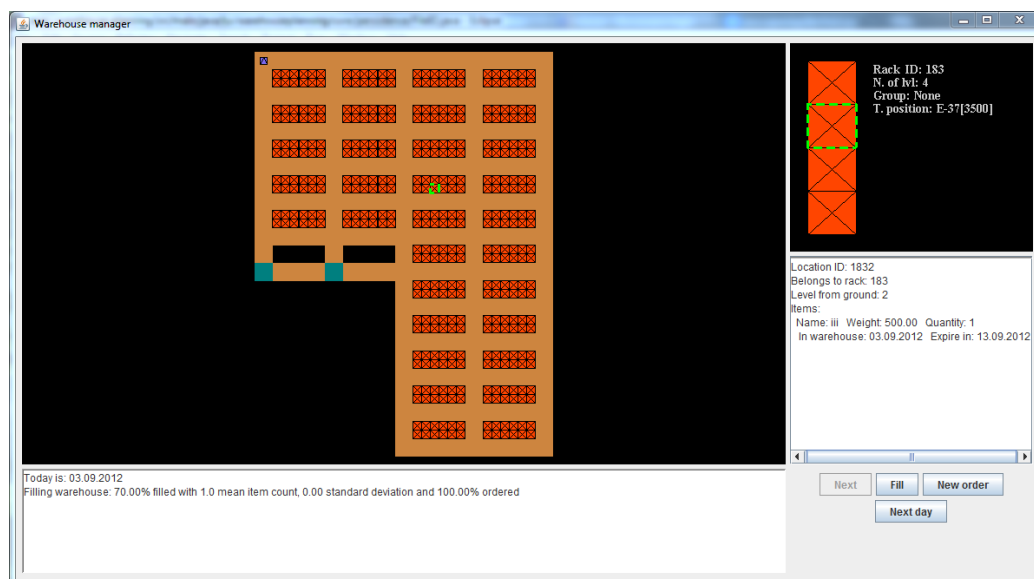 Warehouse manager
Rack ID: 183
N. of lvl: 4
Group: None
T. position: E-37[3500]
Location ID: 1832
Belongs to rack: 183
Level from ground: 2
Items:
Name: iii Weight: 500.00 Quantity: 1
In warehouse: 03.09.2012 Expire in: 13.09.2012
Today is: 03.09.2012
Filling warehouse: 70.00% filled with 1.0 mean item count, 0.00 standard deviation and 100.00% ordered
Next Fill New order
Next day